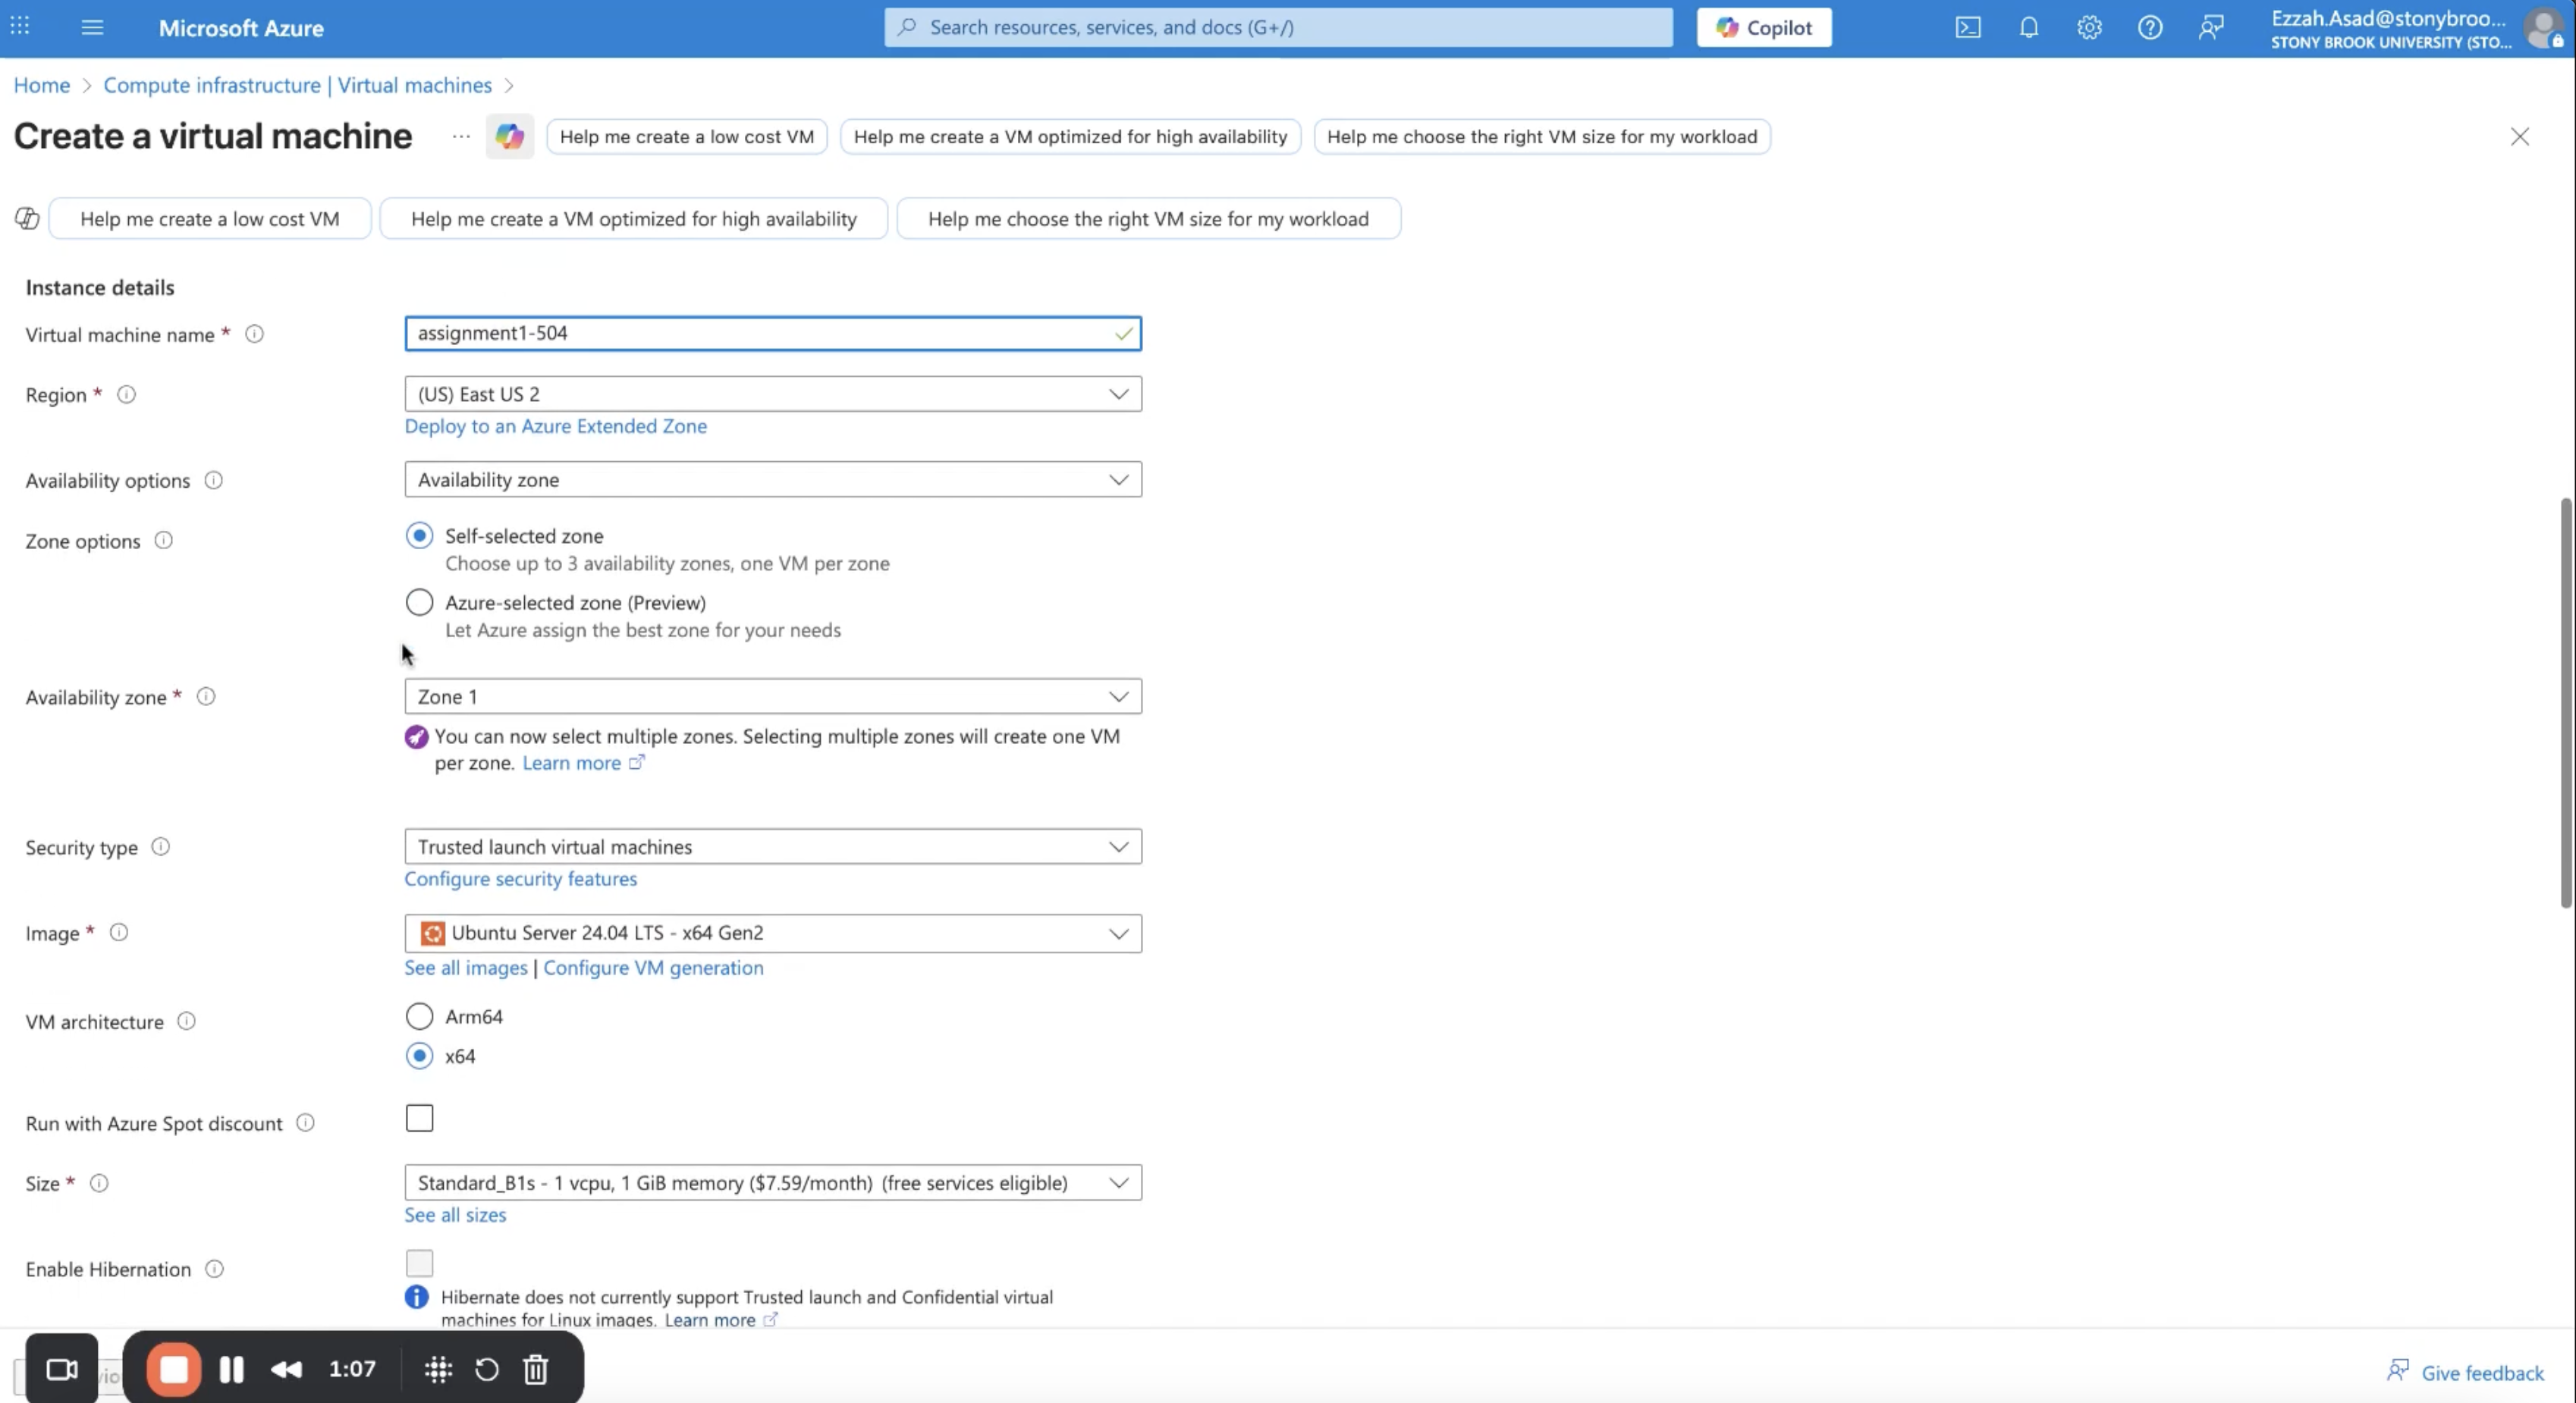 Microsoft Azure
Search resources, services, and docs (G+/)
Copilot
Ezzah.Asad@stonybroo...
STONY BROOK UNIVERSITY (STO...
Home > Compute infrastructure | Virtual machines >
Create a virtual machine
...
Help me create a low cost VM
Help me create a VM optimized for high availability
Help me choose the right VM size for my workload
Help me create a low cost VM
Help me create a VM optimized for high availability
Help me choose the right VM size for my workload
Instance details
Virtual machine name *
assignment1-504
Region *
(US) East US 2
Deploy to an Azure Extended Zone
Availability options
Availability zone
Zone options
Self-selected zone
Choose up to 3 availability zones, one VM per zone
Azure-selected zone (Preview)
Let Azure assign the best zone for your needs
Availability zone *
Zone 1
You can now select multiple zones. Selecting multiple zones will create one VM
per zone. Learn more
Security type
Trusted launch virtual machines
Configure security features
Image *
Ubuntu Server 24.04 LTS - x64 Gen2
See all images | Configure VM generation
VM architecture
Arm64
x64
Run with Azure Spot discount
Size *
Standard_B1s - 1 vcpu, 1 GiB memory ($7.59/month) (free services eligible)
See all sizes
Enable Hibernation
Hibernate does not currently support Trusted launch and Confidential virtual
machines for Linux images. Learn more
1:07
Give feedback